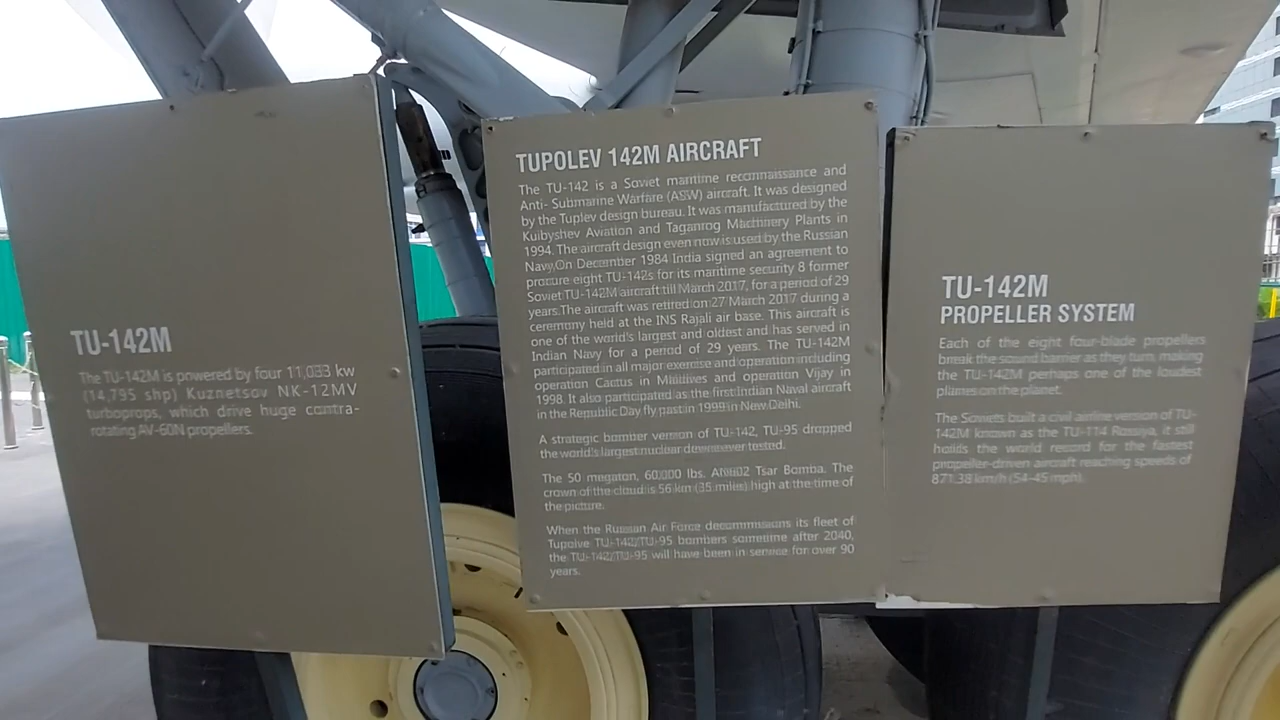 TU-142M
The TU-142M is powered by four 11,033 kw
(14,795 shp) Kuznetsov NK-12MV
turboprops, which drive huge contra-
rotating AV-60N propellers.
TUPOLEV 142M AIRCRAFT
The TU-142 is a Soviet maritime reconnaissance and
Anti- Submarine Warfare (ASW) aircraft. It was designed
by the Tuplev design bureau. It was manufactured by the
Kuibyshev Aviation and Taganrog Machinery Plants in
1994. The aircraft design even now is used by the Russian
Navy,On December 1984 India signed an agreement to
procure eight TU-142s for its maritime security 8 former
Soviet TU-142M aircraft till March 2017, for a period of 29
years.The aircraft was retired on 27 March 2017 during a
ceremony held at the INS Rajali air base. This aircraft is
one of the world's largest and oldest and has served in
Indian Navy for a period of 29 years. The TU-142M
participated in all major exercise and operation including
operation Cactus in Maldives and operation Vijay in
1998. It also participated as the first Indian Naval aircraft
in the Republic Day fly past in 1999 in New Delhi.
A strategic bomber version of TU-142, TU-95 dropped
the world's largest nuclear device ever tested.
The 50 megaton, 60,000 lbs. AN602 Tsar Bomba. The
crown of the cloud is 56 km (35 miles) high at the time of
the picture.
When the Russian Air Force decommissions its fleet of
Tupolve TU-142/TU-95 bombers sometime after 2040,
the TU-142/TU-95 will have been in service for over 90
years.
TU-142M
PROPELLER SYSTEM
Each of the eight four-blade propellers
break the sound barrier as they turn, making
the TU-142M perhaps one of the loudest
planes on the planet.
The Soviets built a civil airline version of TU-
142M known as the TU-114 Rossiya, it still
holds the world record for the fastest
propeller-driven aircraft reaching speeds of
871.38 km/h (54-45 mph).